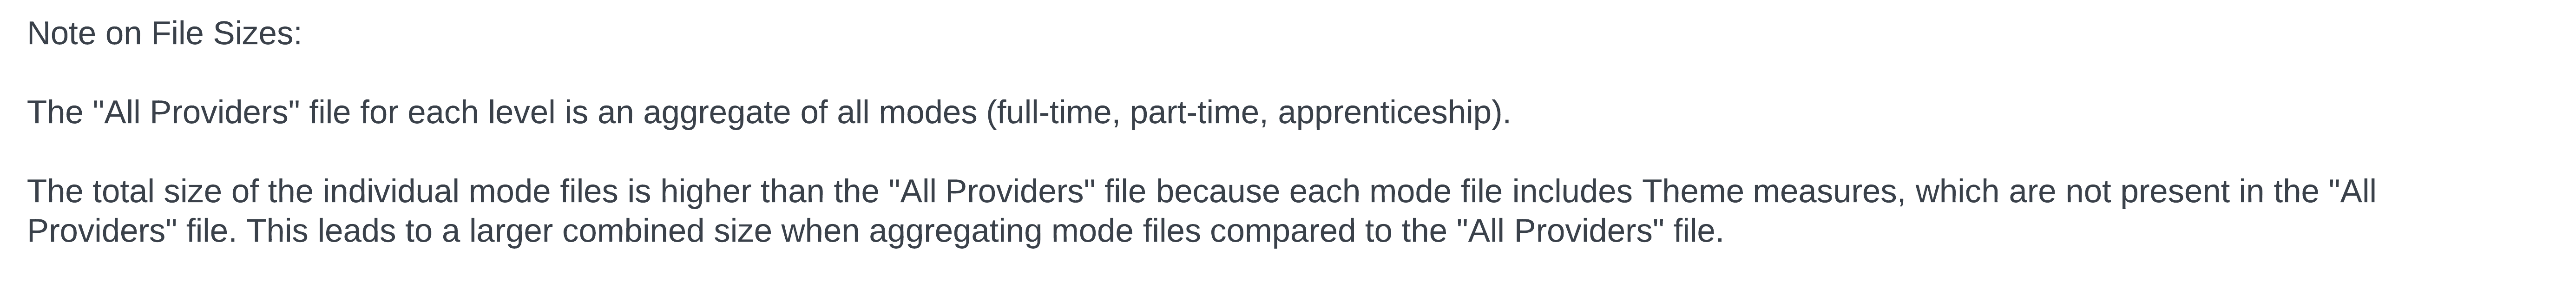 Note on File Sizes:
The "All Providers" file for each level is an aggregate of all modes (full-time, part-time, apprenticeship).
The total size of the individual mode files is higher than the "All Providers" file because each mode file includes Theme measures, which are not present in the "All
Providers" file. This leads to a larger combined size when aggregating mode files compared to the "All Providers" file.